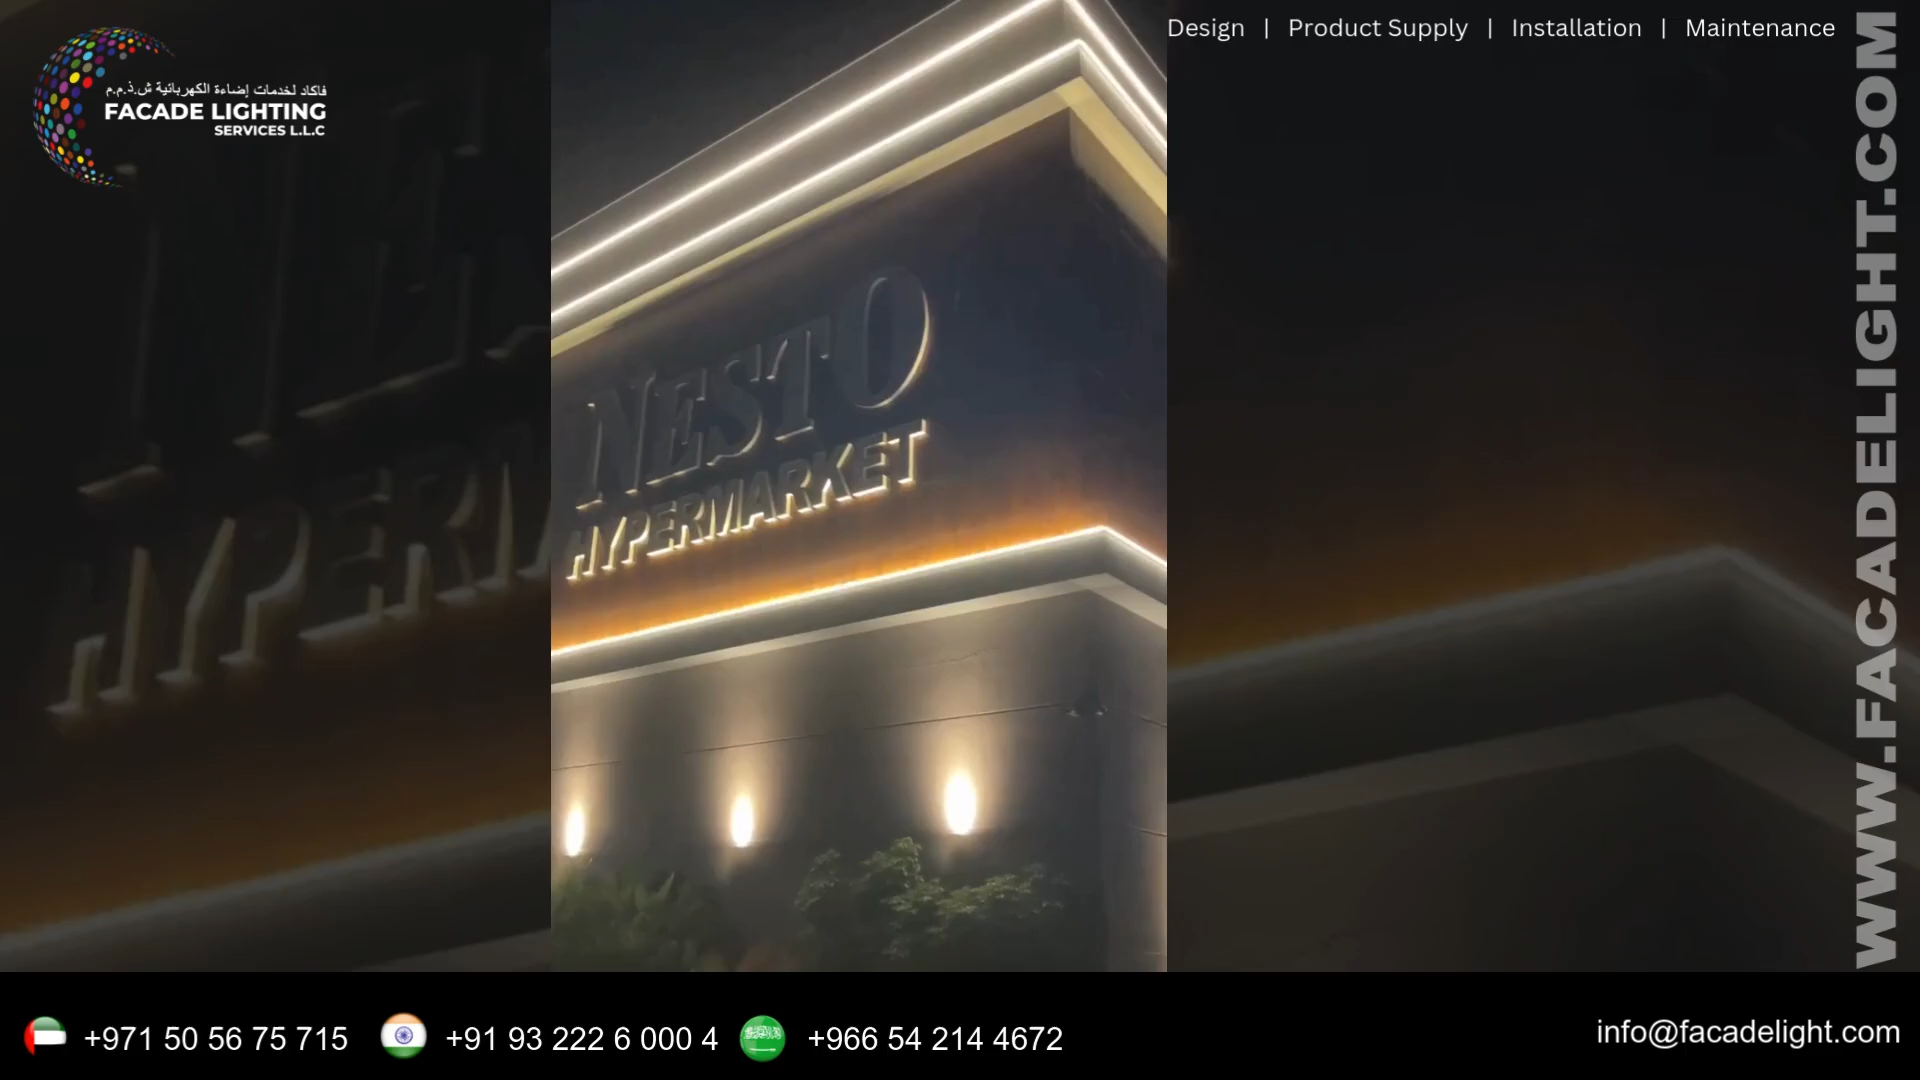 فاكاد لخدمات إضاءة الكهربائية ش.ذ.م.م
FACADE LIGHTING
SERVICES L.L.C
Design | Product Supply | Installation | Maintenance
WWW.FACADELIGHT.COM
NESTO
HYPERMARKET
+971 50 56 75 715
+91 93 222 6 000 4
+966 54 214 4672
info@facadelight.com